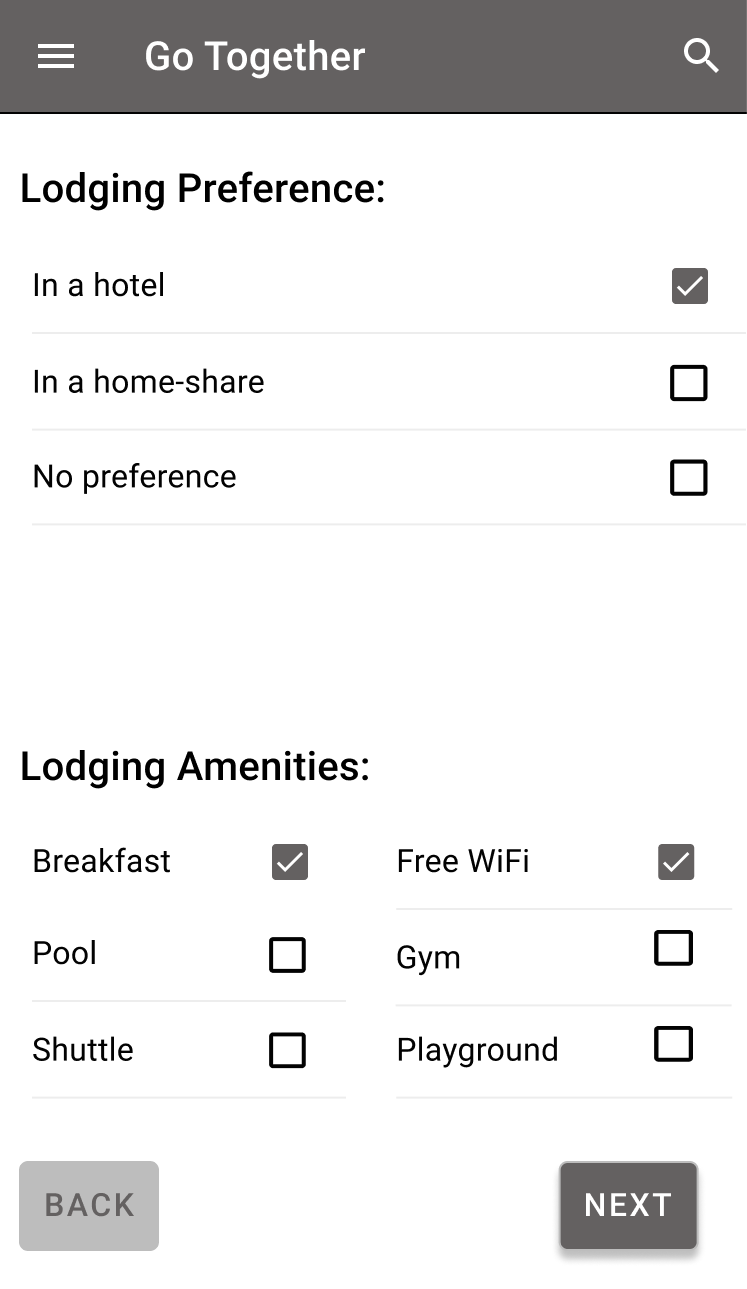 Go Together
Lodging Preference:
In a hotel
In a home-share
No preference
Lodging Amenities:
Breakfast
Free WiFi
Pool
Gym
Shuttle
Playground
BACK
NEXT